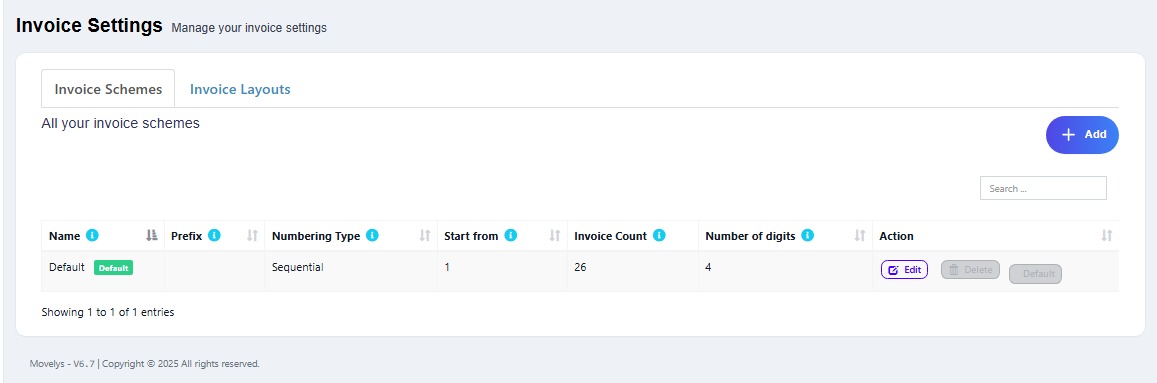 Invoice Settings Manage your invoice settings
Invoice Schemes Invoice Layouts
All your invoice schemes
Add
Search ...
Name Prefix Numbering Type Start from Invoice Count Number of digits Action
Default Default Sequential 1 26 4 Edit Delete Default
Showing 1 to 1 of 1 entries
Movelys - V6.7 | Copyright © 2025 All rights reserved.